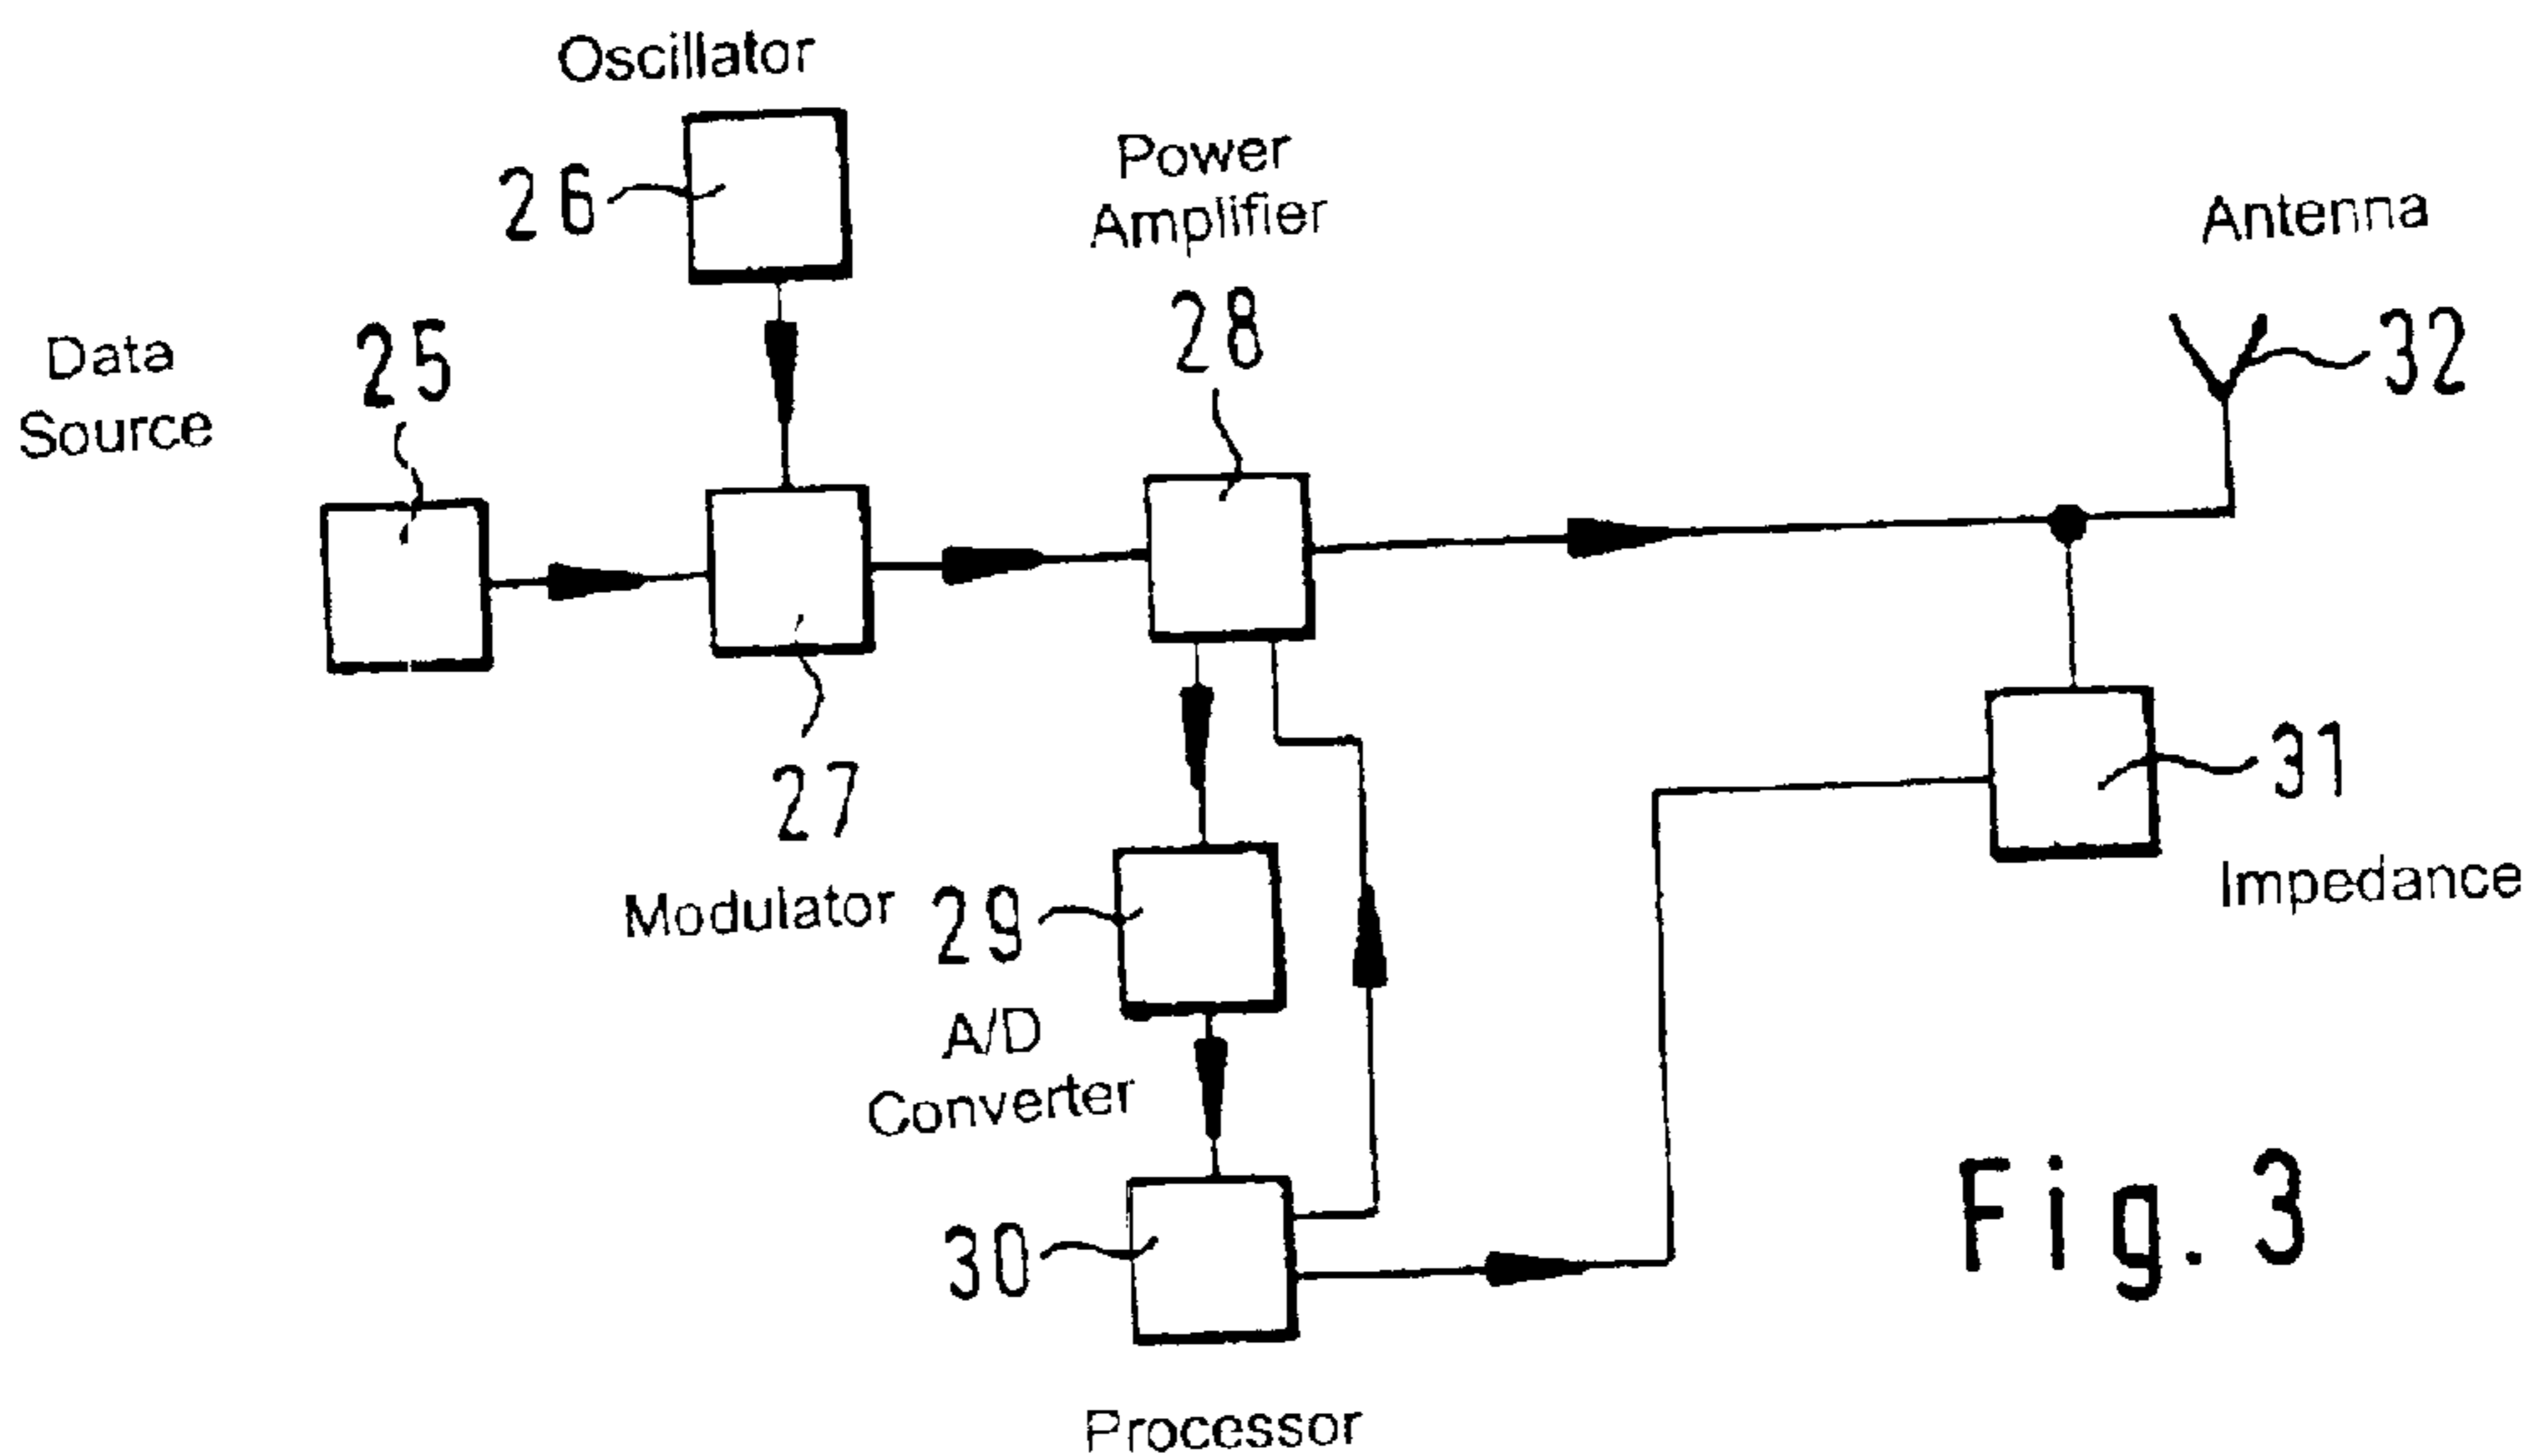 Oscillator
26
Power
Amplifier
28
Antenna
32
Data
Source
25
27
Modulator
29
A/D
Converter
31
Impedance
30
Processor
Fig. 3